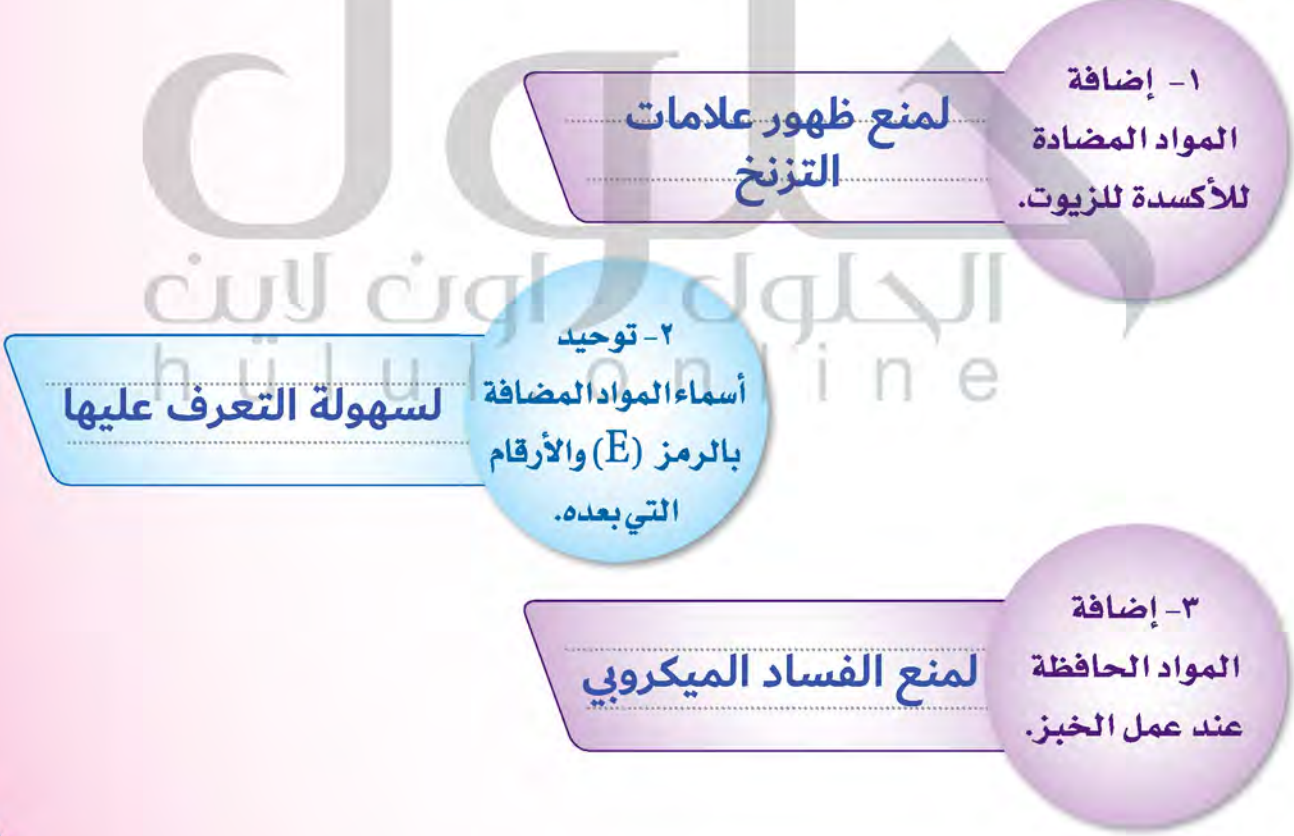 حلول
الحلول اون لاين
hulul online
١- إضافة
المواد المضادة
للأكسدة للزيوت.
لمنع ظهور علامات
التزنخ
٢- توحيد
أسماء المواد المضافة
بالرمز (E) والأرقام
التي بعده.
لسهولة التعرف عليها
٣- إضافة
المواد الحافظة
عند عمل الخبز.
لمنع الفساد الميكروبي